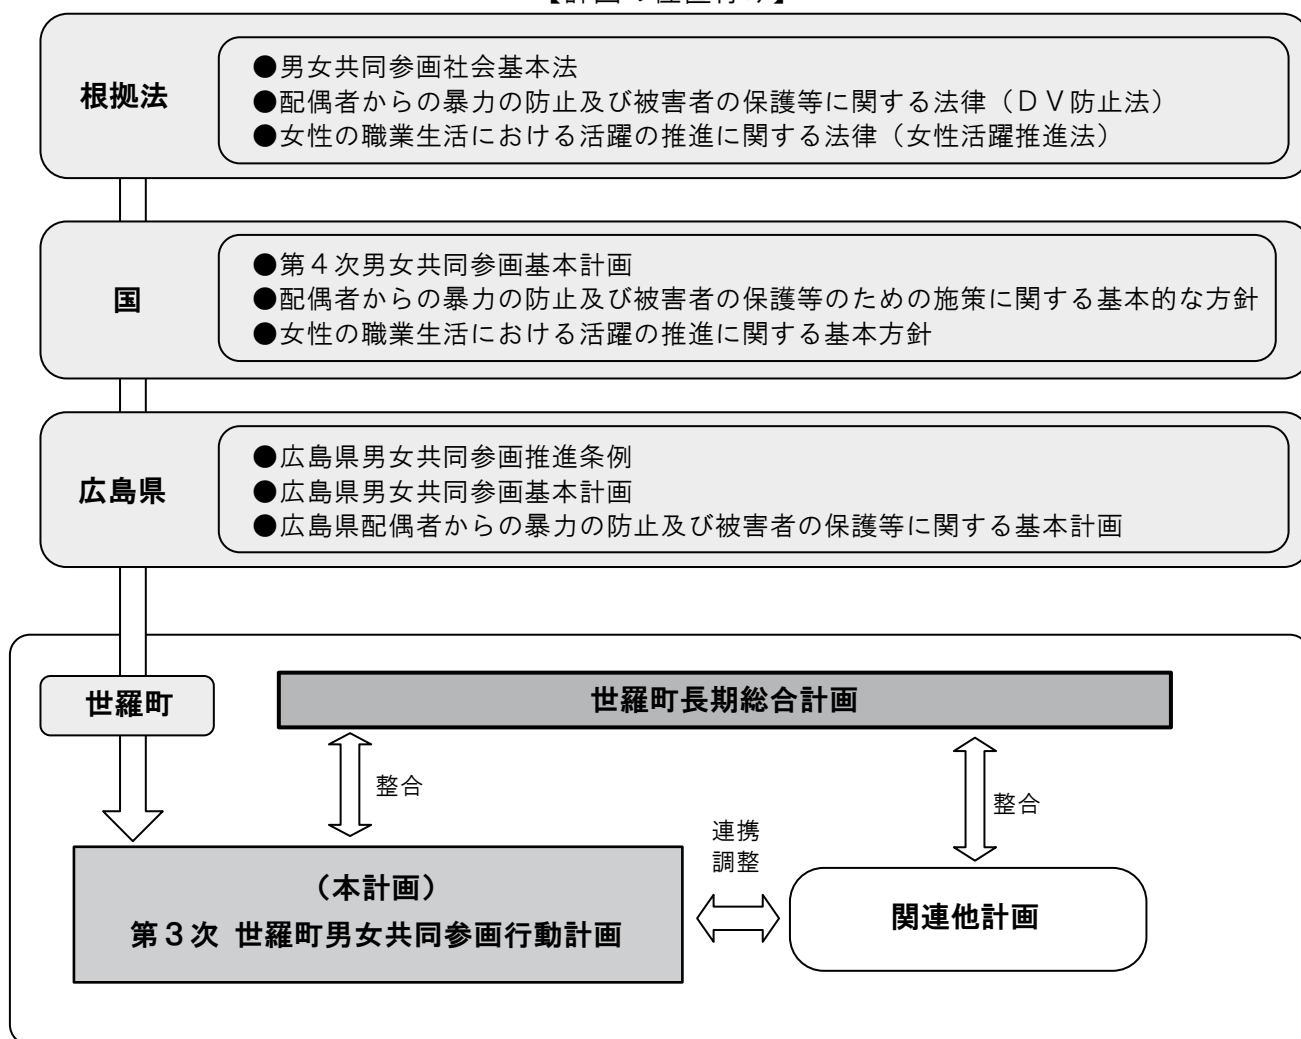 【計画の位置付け】
根拠法
●男女共同参画社会基本法
●配偶者からの暴力の防止及び被害者の保護等に関する法律（ＤＶ防止法）
●女性の職業生活における活躍の推進に関する法律（女性活躍推進法）
国
●第４次男女共同参画基本計画
●配偶者からの暴力の防止及び被害者の保護等のための施策に関する基本的な方針
●女性の職業生活における活躍の推進に関する基本方針
広島県
●広島県男女共同参画推進条例
●広島県男女共同参画基本計画
●広島県配偶者からの暴力の防止及び被害者の保護等に関する基本計画
世羅町
世羅町長期総合計画
整合
整合
連携
調整
（本計画）
第３次 世羅町男女共同参画行動計画
関連他計画